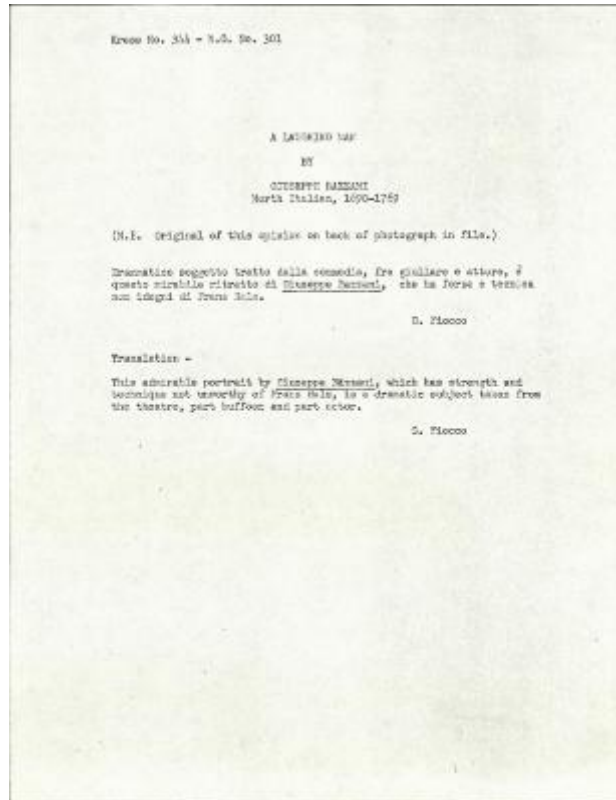 Kress No. 344 - N.G. No. 301
A LAUGHING MAN
BY
GIUSEPPE BAZZANI
North Italian, 1690-1769
(N.B. Original of this opinion on back of photograph in file.)
Drammatico soggetto tratto dalla commedia, fra giullare e attore, é
questo mirabile ritratto di Giuseppe Bazzani, che ha forza e tecnica
non indegni di Frans Hals.
G. Fiocco
Translation -
This admirable portrait by Giuseppe Bazzani, which has strength and
technique not unworthy of Frans Hals, is a dramatic subject taken from
the theatre, part buffoon and part actor.
G. Fiocco